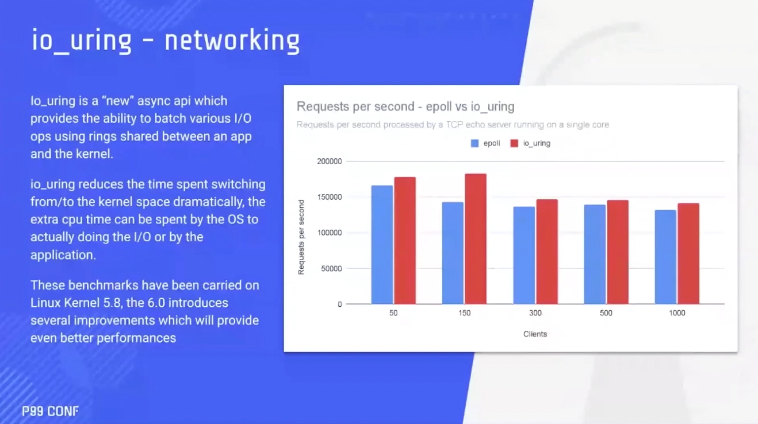 io_uring - networking
Io_uring is a “new” async api which
provides the ability to batch various I/O
ops using rings shared between an app
and the kernel.
io_uring reduces the time spent switching
from/to the kernel space dramatically, the
extra cpu time can be spent by the OS to
actually doing the I/O or by the
application.
These benchmarks have been carried on
Linux Kernel 5.8, the 6.0 introduces
several improvements which will provide
even better performances
Requests per second - epoll vs io_uring
Requests per second processed by a TCP echo server running on a single core
epoll io_uring
200000
150000
100000
50000
0
Requests per second
50 150 300 500 1000
Clients
P99 CONF